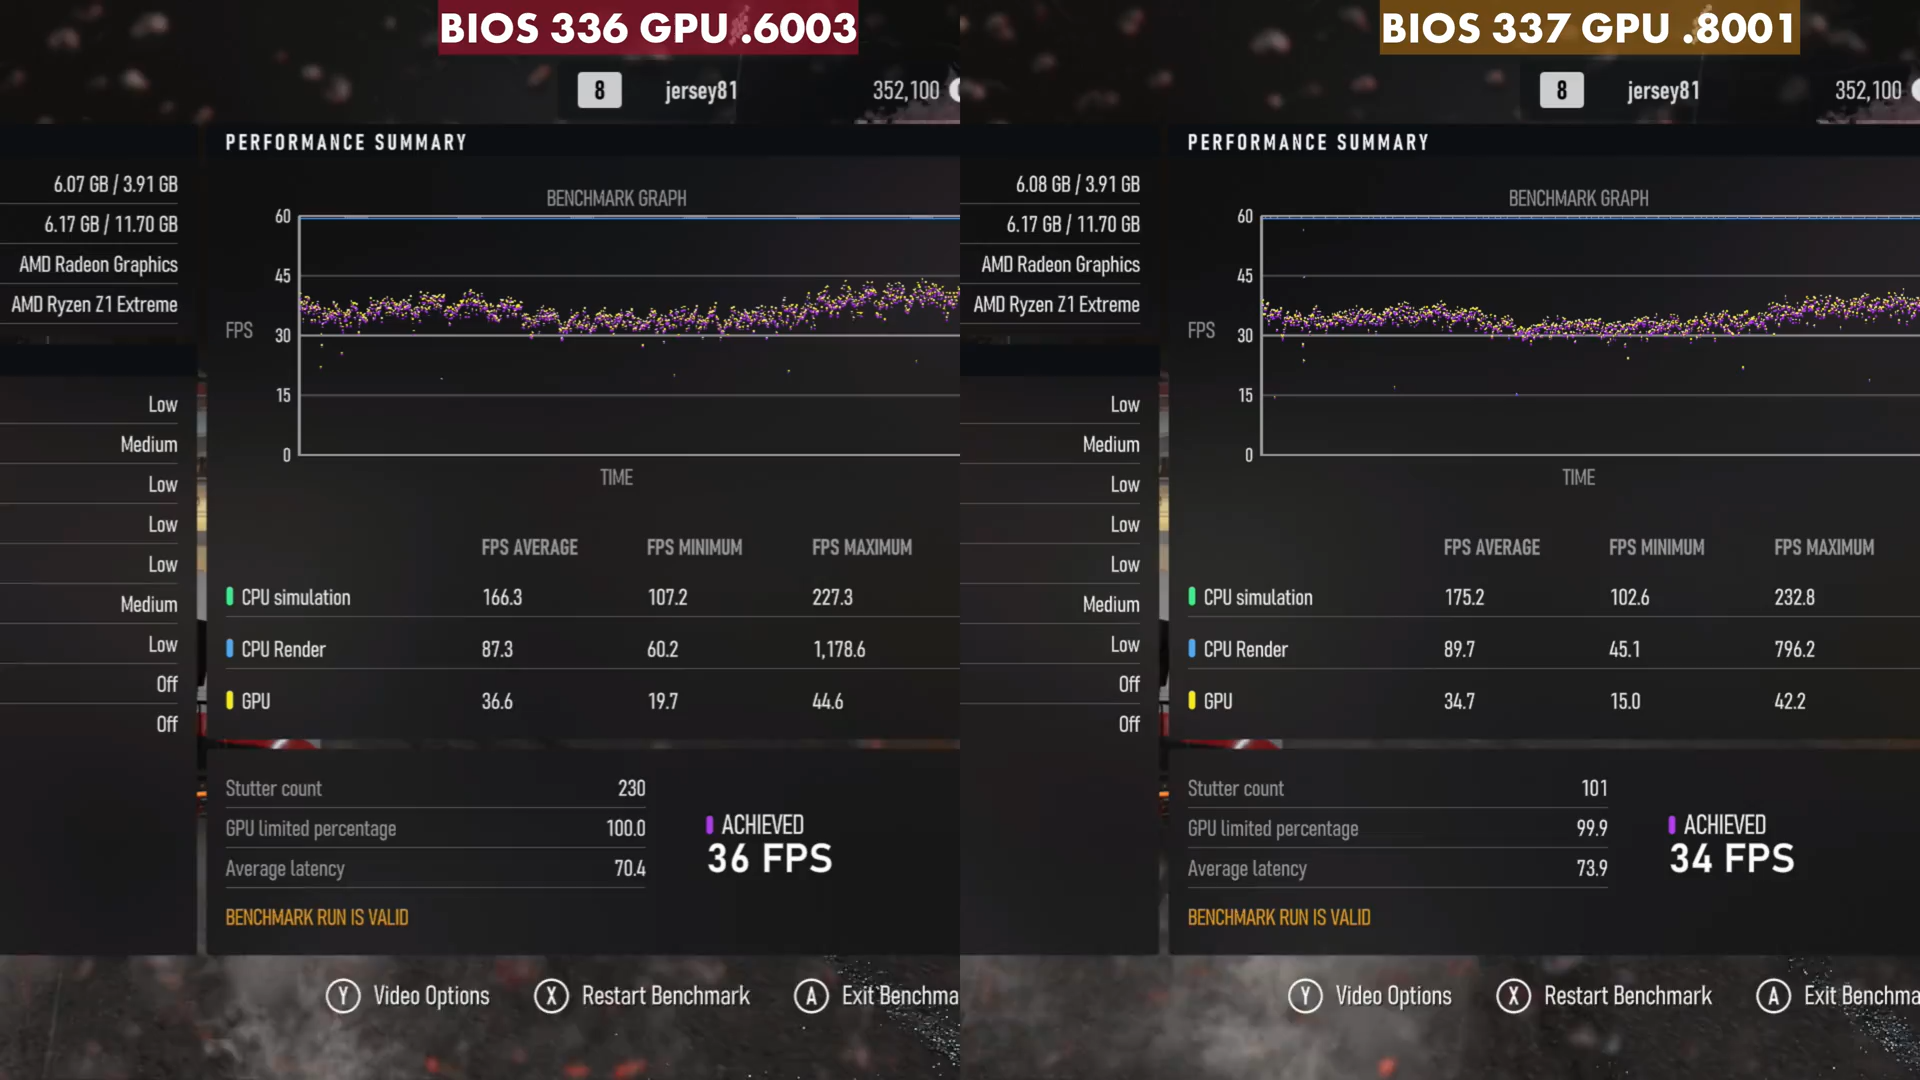 BIOS 336 GPU .6003
8 jersey81 352,100
PERFORMANCE SUMMARY
6.07 GB / 3.91 GB
6.17 GB / 11.70 GB
AMD Radeon Graphics
AMD Ryzen Z1 Extreme
BENCHMARK GRAPH
60
45
FPS
30
15
0
TIME
Low
Medium
Low
Low
Low
Medium
Low
Off
Off
FPS AVERAGE FPS MINIMUM FPS MAXIMUM
CPU simulation 166.3 107.2 227.3
CPU Render 87.3 60.2 1,178.6
GPU 36.6 19.7 44.6
Stutter count 230
GPU limited percentage 100.0
Average latency 70.4
ACHIEVED
36 FPS
BENCHMARK RUN IS VALID
Y Video Options X Restart Benchmark A Exit Benchma
BIOS 337 GPU .8001
8 jersey81 352,100
PERFORMANCE SUMMARY
6.08 GB / 3.91 GB
6.17 GB / 11.70 GB
AMD Radeon Graphics
AMD Ryzen Z1 Extreme
BENCHMARK GRAPH
60
45
FPS
30
15
0
TIME
Low
Medium
Low
Low
Low
Medium
Low
Off
Off
FPS AVERAGE FPS MINIMUM FPS MAXIMUM
CPU simulation 175.2 102.6 232.8
CPU Render 89.7 45.1 796.2
GPU 34.7 15.0 42.2
Stutter count 101
GPU limited percentage 99.9
Average latency 73.9
ACHIEVED
34 FPS
BENCHMARK RUN IS VALID
Y Video Options X Restart Benchmark A Exit Benchma